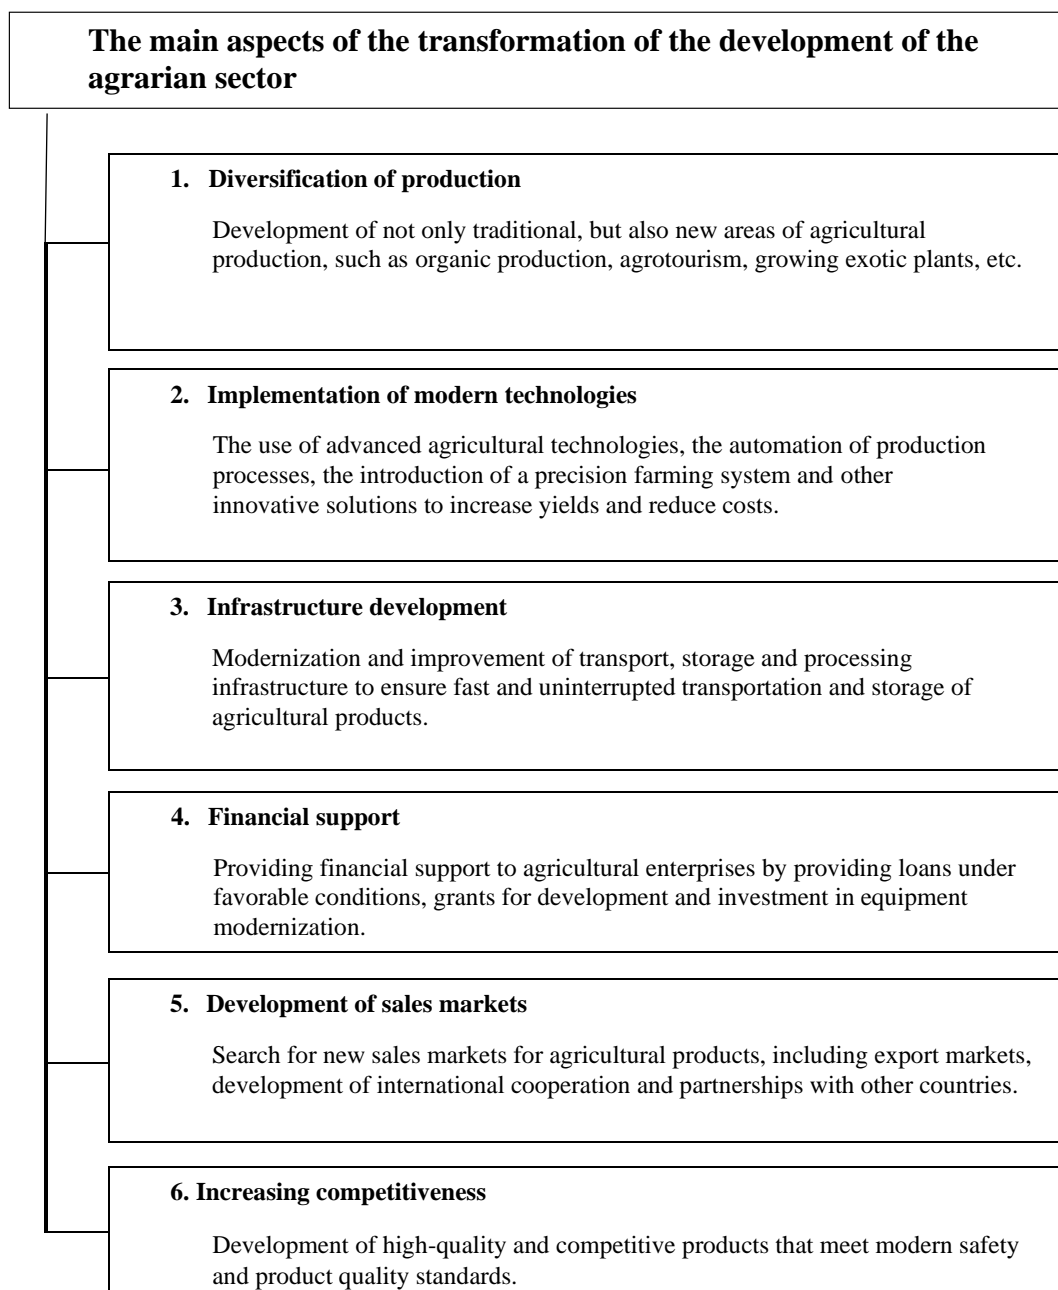 The main aspects of the transformation of the development of the
agrarian sector
1. Diversification of production
Development of not only traditional, but also new areas of agricultural
production, such as organic production, agrotourism, growing exotic plants, etc.
2. Implementation of modern technologies
The use of advanced agricultural technologies, the automation of production
processes, the introduction of a precision farming system and other
innovative solutions to increase yields and reduce costs.
3. Infrastructure development
Modernization and improvement of transport, storage and processing
infrastructure to ensure fast and uninterrupted transportation and storage of
agricultural products.
4. Financial support
Providing financial support to agricultural enterprises by providing loans under
favorable conditions, grants for development and investment in equipment
modernization.
5. Development of sales markets
Search for new sales markets for agricultural products, including export markets,
development of international cooperation and partnerships with other countries.
6. Increasing competitiveness
Development of high-quality and competitive products that meet modern safety
and product quality standards.